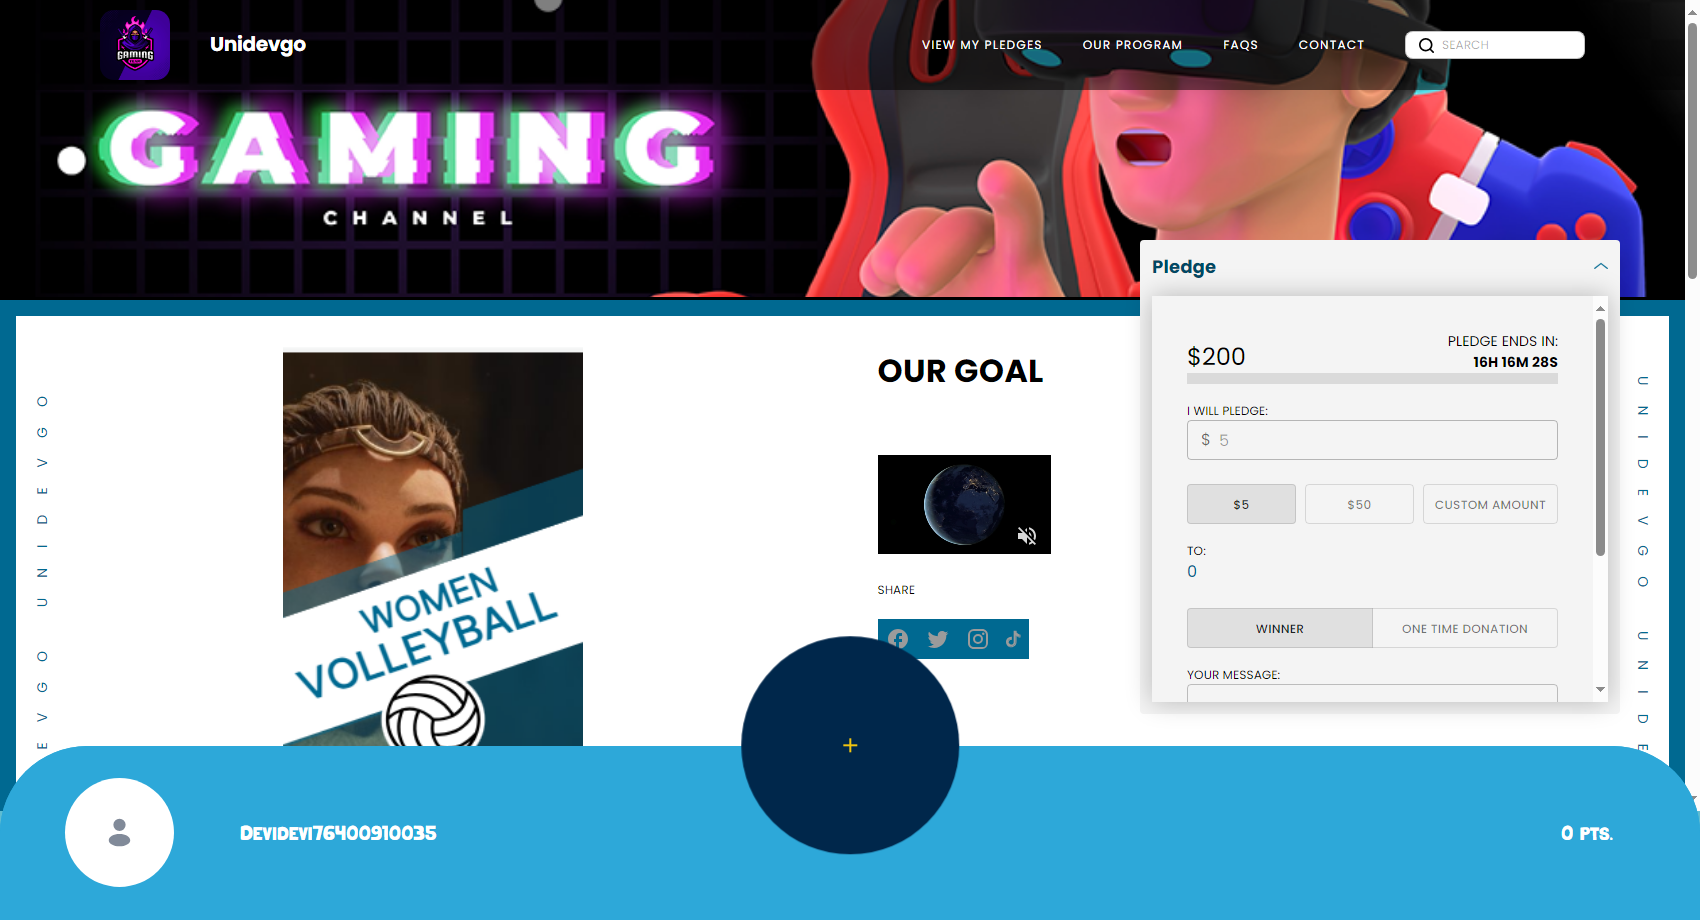 GAMING
Unidevgo
VIEW MY PLEDGES
OUR PROGRAM
FAQS
CONTACT
SEARCH
GAMING
CHANNEL
Pledge
$200
PLEDGE ENDS IN:
16H 16M 28S
I WILL PLEDGE:
$ 5
$5
$50
CUSTOM AMOUNT
TO:
0
WINNER
ONE TIME DONATION
YOUR MESSAGE:
OUR GOAL
SHARE
WOMEN
VOLLEYBALL
EVGO UNIDEVGO
UNIDEVGO UNIDE
+
Devidevi76400910035
0 PTS.